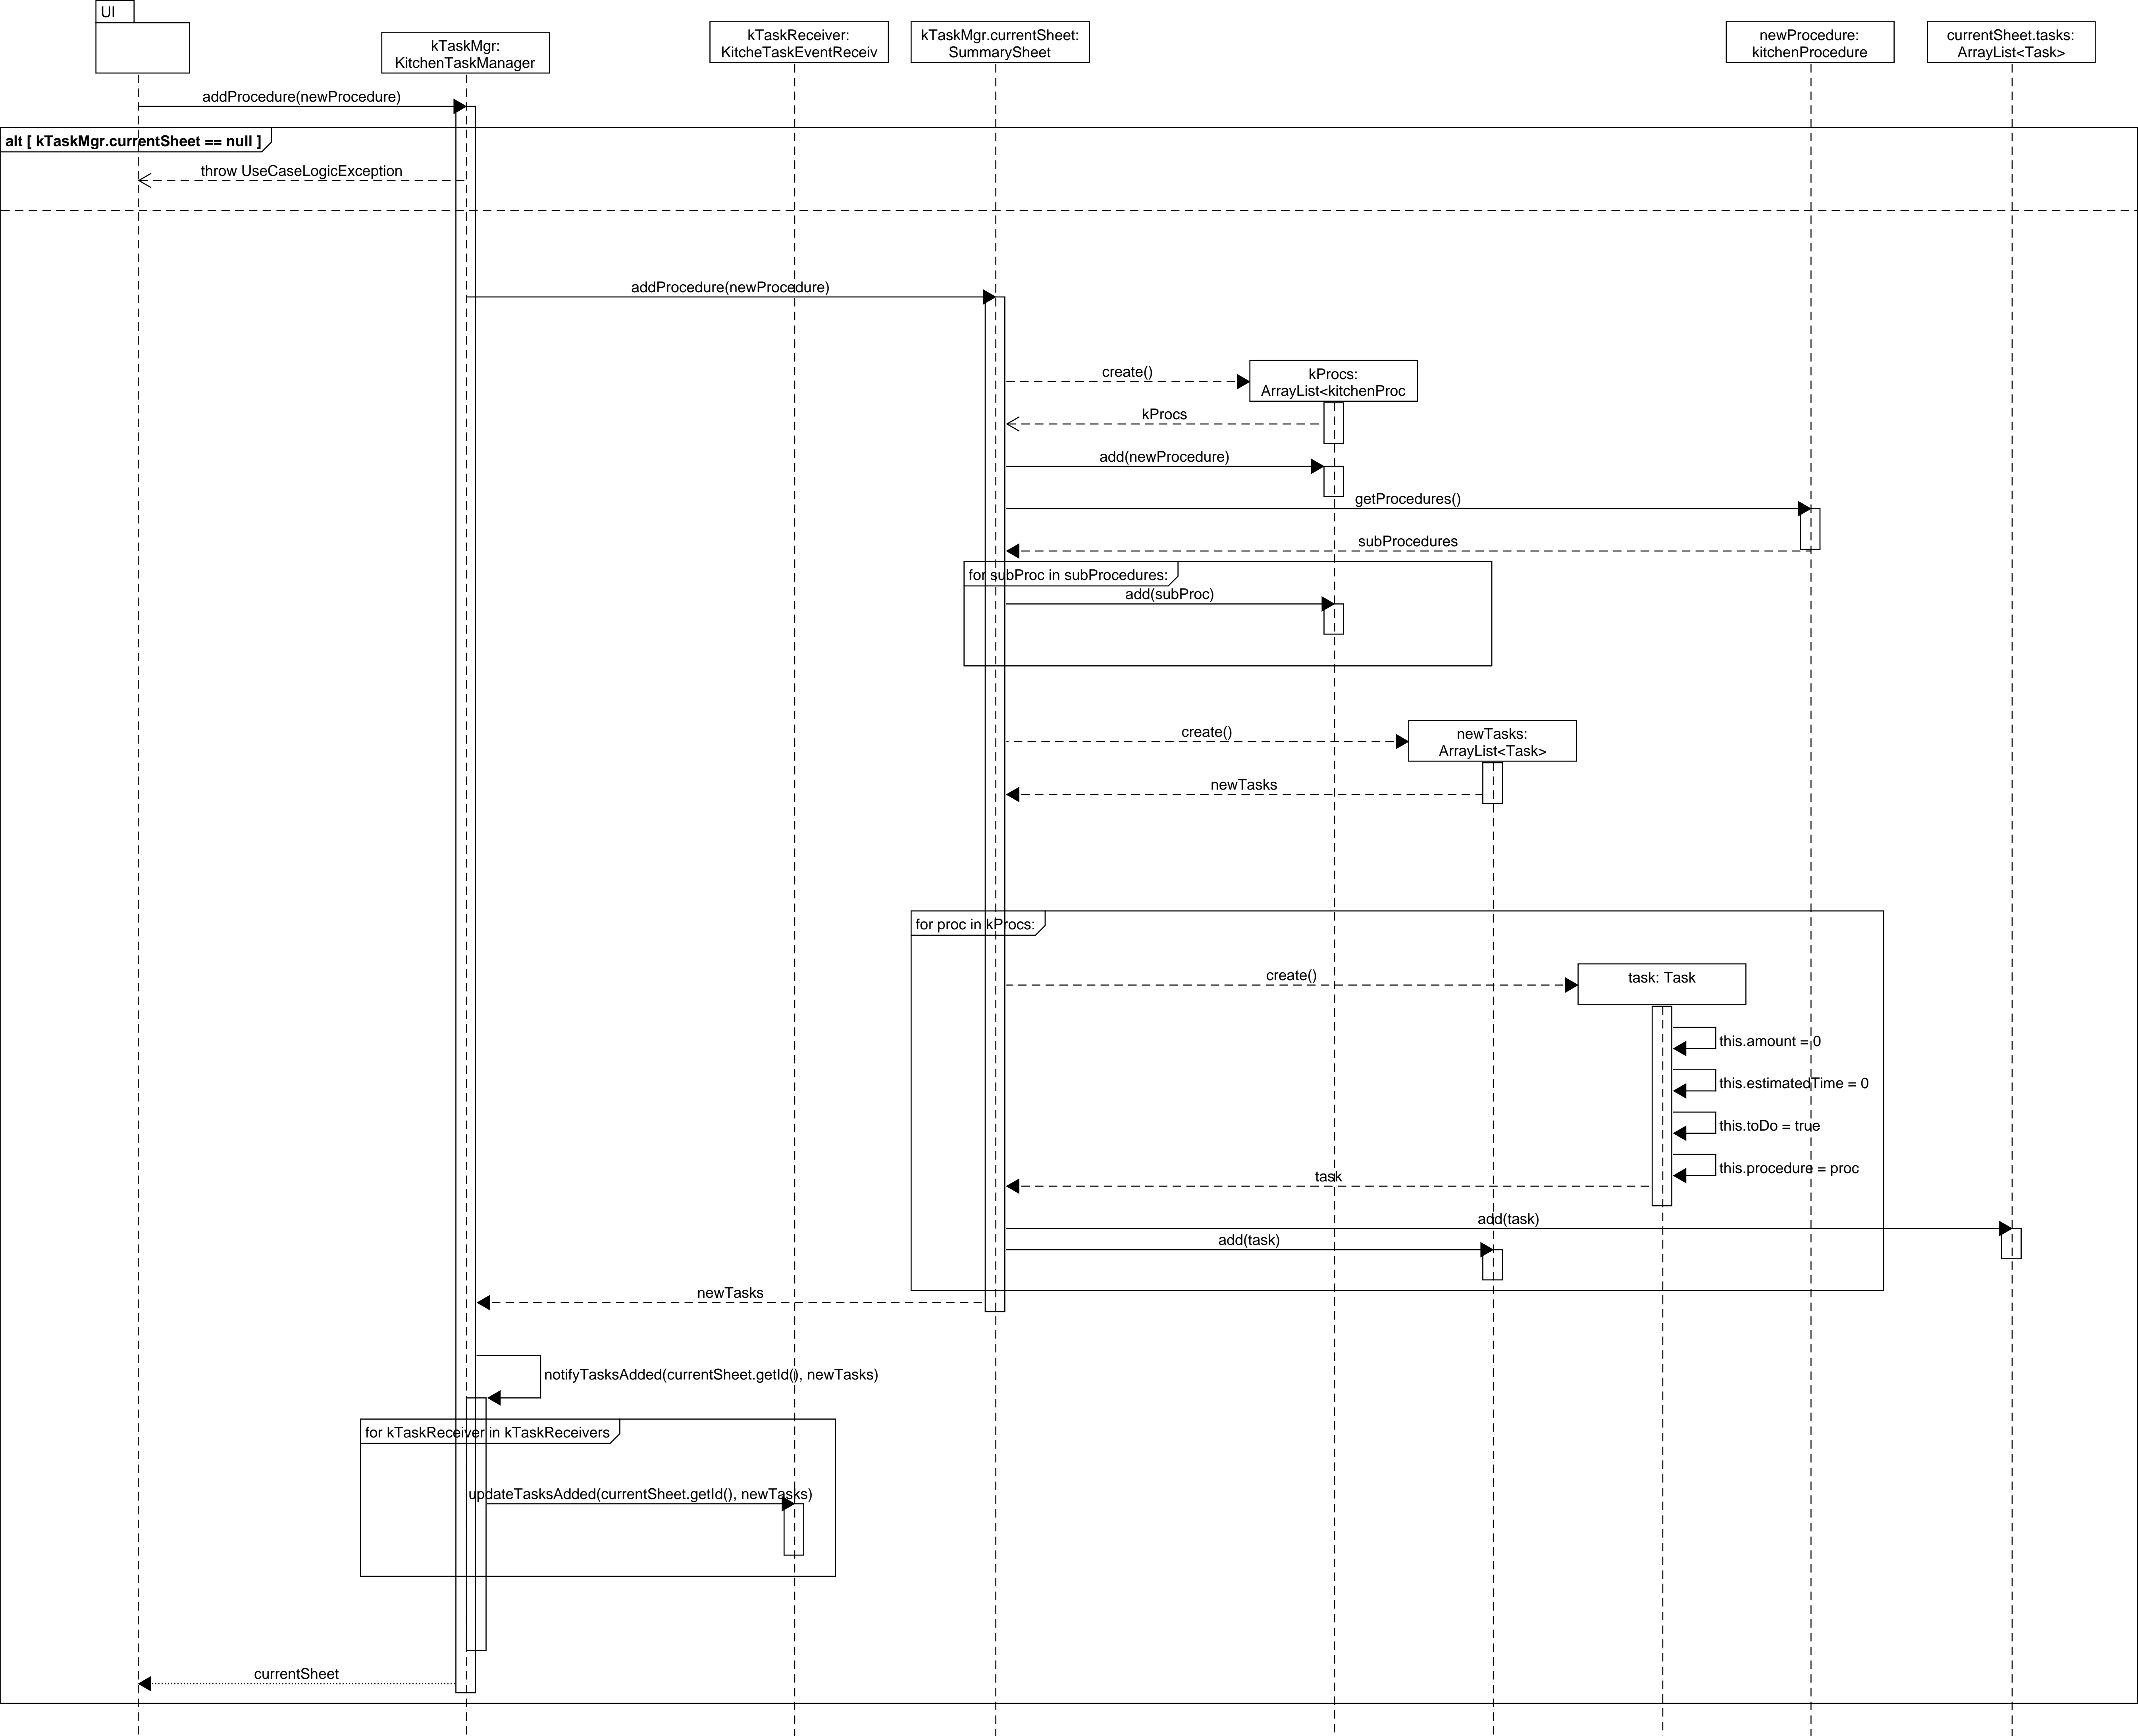 UI
kTaskMgr:
KitchenTaskManager
kTaskReceiver:
KitcheTaskEventReceiv
kTaskMgr.currentSheet:
SummarySheet
newProcedure:
kitchenProcedure
currentSheet.tasks:
ArrayList<Task>
addProcedure(newProcedure)
alt [ kTaskMgr.currentSheet == null ]
throw UseCaseLogicException
addProcedure(newProcedure)
create()
kProcs:
ArrayList<kitchenProc
kProcs
add(newProcedure)
getProcedures()
subProcedures
for subProc in subProcedures:
add(subProc)
create()
newTasks:
ArrayList<Task>
newTasks
for proc in kProcs:
create()
task: Task
this.amount = 0
this.estimatedTime = 0
this.toDo = true
this.procedure = proc
task
add(task)
add(task)
newTasks
notifyTasksAdded(currentSheet.getId(), newTasks)
for kTaskReceiver in kTaskReceivers
updateTasksAdded(currentSheet.getId(), newTasks)
currentSheet